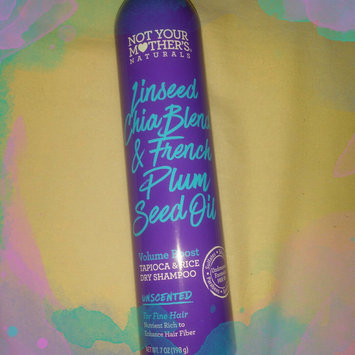 NOT YOUR
MOTHER'S
NATURALS
Linseed
Chia Blend
& French
Plum
Seed Oil
Volume Boost
TAPIOCA & RICE
DRY SHAMPOO
UNSCENTED
For Fine Hair
Nutrient Rich to
Enhance Hair Fiber
NET WT. 7 OZ (198 g)